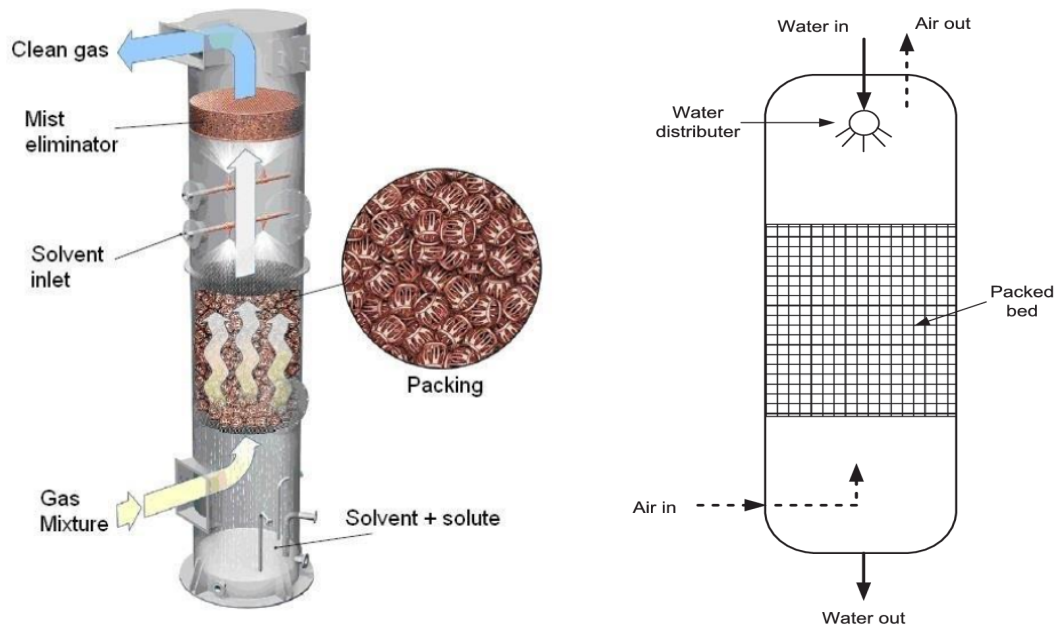 Clean gas
Mist
eliminator
Solvent
inlet
Packing
Gas
Mixture
Solvent + solute
Water in
Air out
Water
distributer
Packed
bed
Air in
Water out